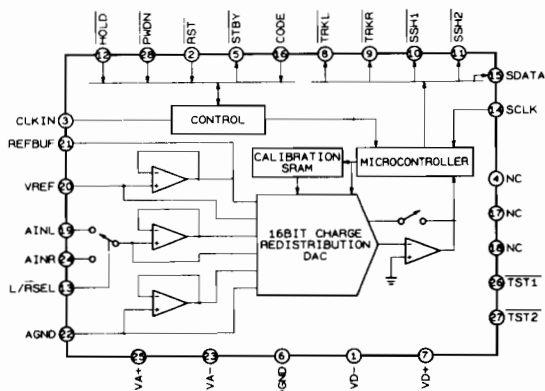 HOLD
PWDN
RST
STBY
CODE
TRKL
TRKR
SSH1
SSH2
12
28
2
5
16
8
9
10
11
15 SDATA
CLKIN 3
CONTROL
14 SCLK
REFBUF 21
CALIBRATION
SRAM
MICROCONTROLLER
VREF 20
4 NC
17 NC
AINL 19
16BIT CHARGE
REDISTRIBUTION
DAC
18 NC
AINR 24
L/RSEL 13
26 TST1
27 TST2
AGND 22
25
23
6
1
7
VA+
VA-
GND
VD-
VD+